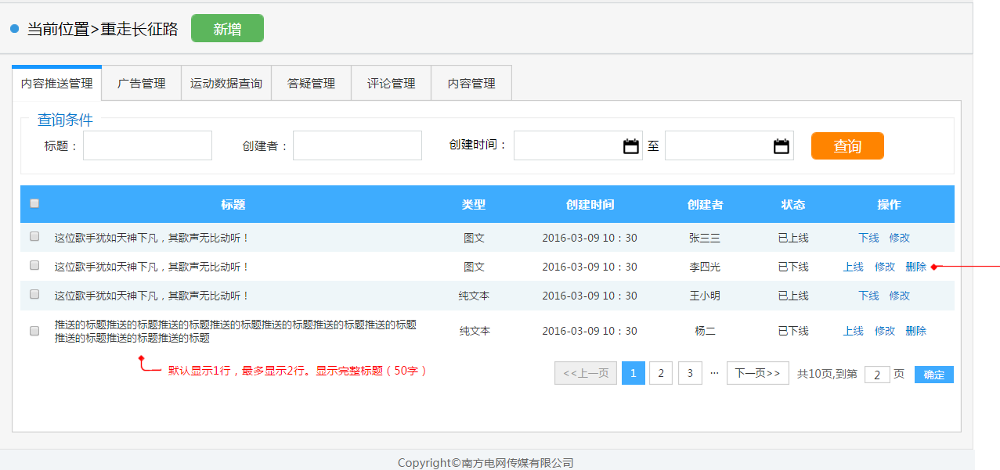 当前位置>重走长征路 新增
内容推送管理 广告管理 运动数据查询 答疑管理 评论管理 内容管理
查询条件
标题： 创建者： 创建时间： 至 查询
标题 类型 创建时间 创建者 状态 操作
这位歌手犹如天神下凡，其歌声无比动听！ 图文 2016-03-09 10：30 张三三 已上线 下线 修改
这位歌手犹如天神下凡，其歌声无比动听！ 图文 2016-03-09 10：30 李四光 已下线 上线 修改 删除
这位歌手犹如天神下凡，其歌声无比动听！ 纯文本 2016-03-09 10：30 王小明 已上线 下线 修改
推送的标题推送的标题推送的标题推送的标题推送的标题推送的标题推送的标题
推送的标题推送的标题推送的标题 纯文本 2016-03-09 10：30 杨二 已下线 上线 修改 删除
默认显示1行，最多显示2行。显示完整标题（50字）
<<上一页 1 2 3 ··· 下一页>> 共10页,到第 2 页 确定
Copyright©南方电网传媒有限公司